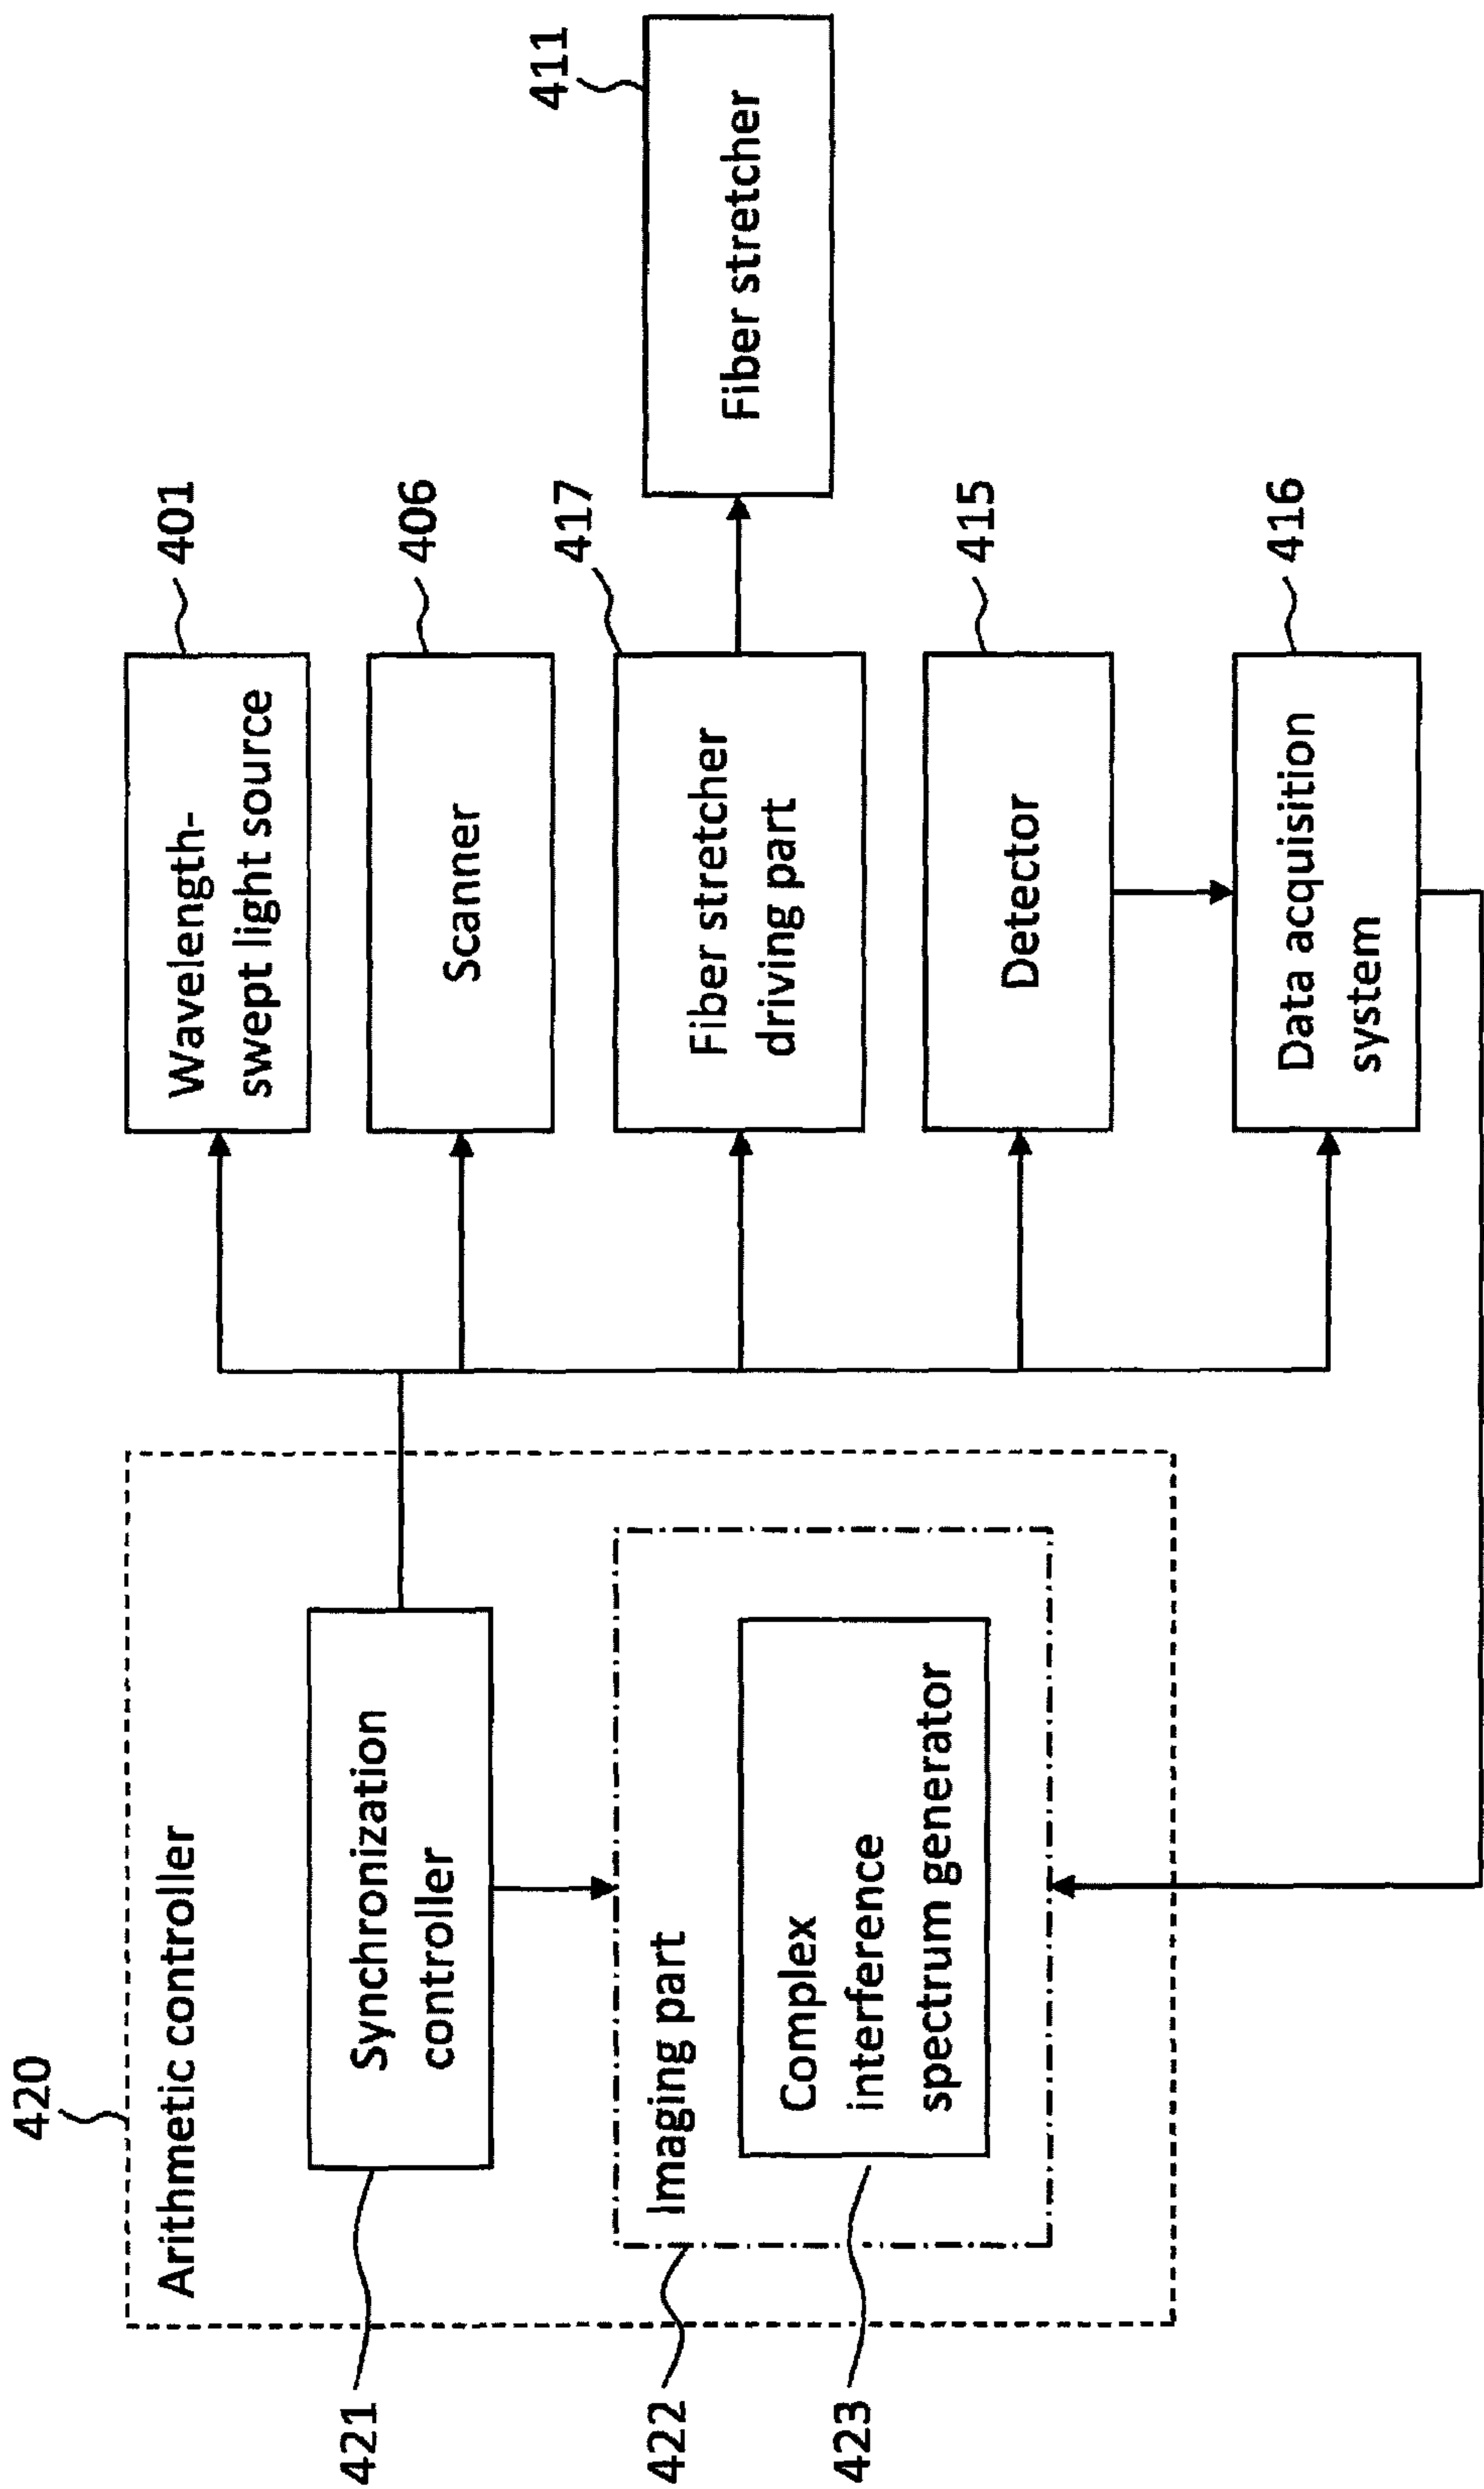 420
Arithmetic controller
421
Synchronization
controller
422
Imaging part
423
Complex
interference
spectrum generator
401
Wavelength-
swept light source
406
Scanner
417
Fiber stretcher
driving part
411
Fiber stretcher
415
Detector
416
Data acquisition
system